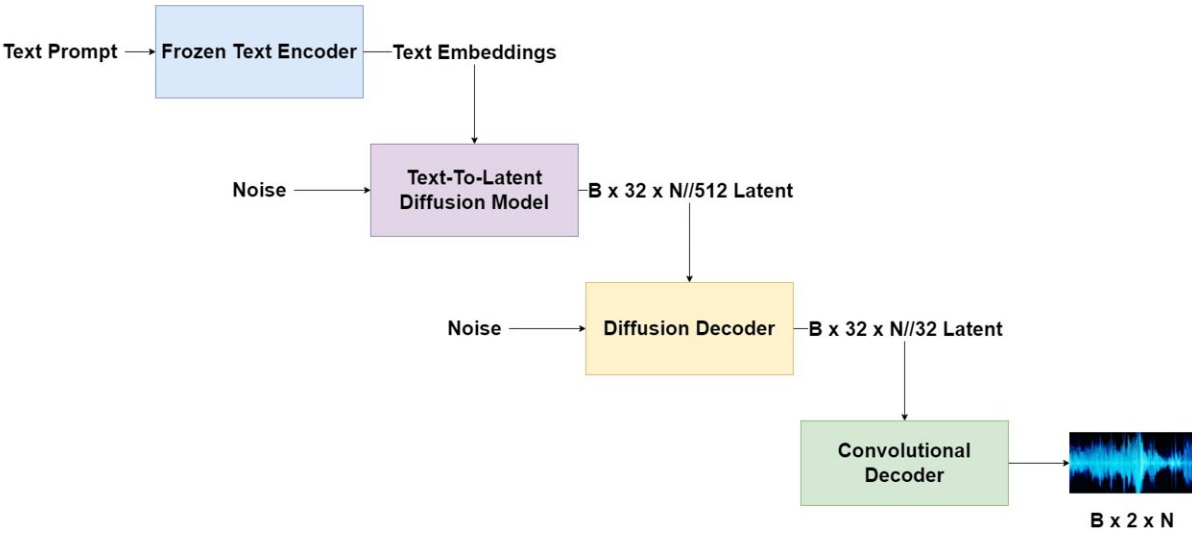 Text Prompt
Frozen Text Encoder
Text Embeddings
Noise
Text-To-Latent
Diffusion Model
B x 32 x N//512 Latent
Noise
Diffusion Decoder
B x 32 x N//32 Latent
Convolutional
Decoder
B x 2 x N